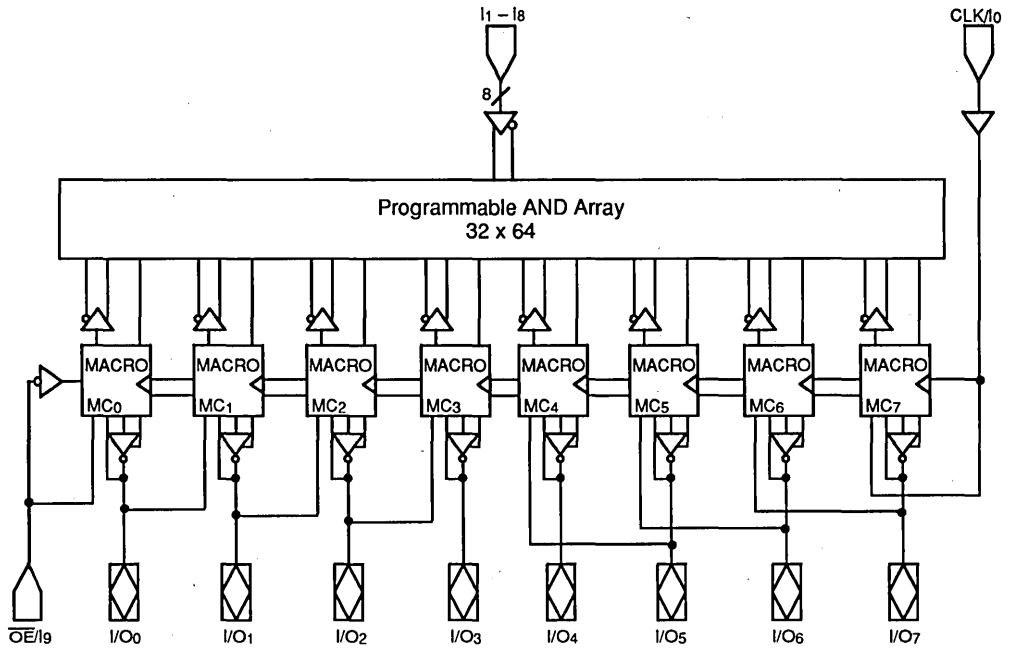 I1 – I8
CLK/I0
8
Programmable AND Array
32 x 64
MACRO MACRO MACRO MACRO MACRO MACRO MACRO MACRO
MC0 MC1 MC2 MC3 MC4 MC5 MC6 MC7
O̅E̅/I9 I/O0 I/O1 I/O2 I/O3 I/O4 I/O5 I/O6 I/O7